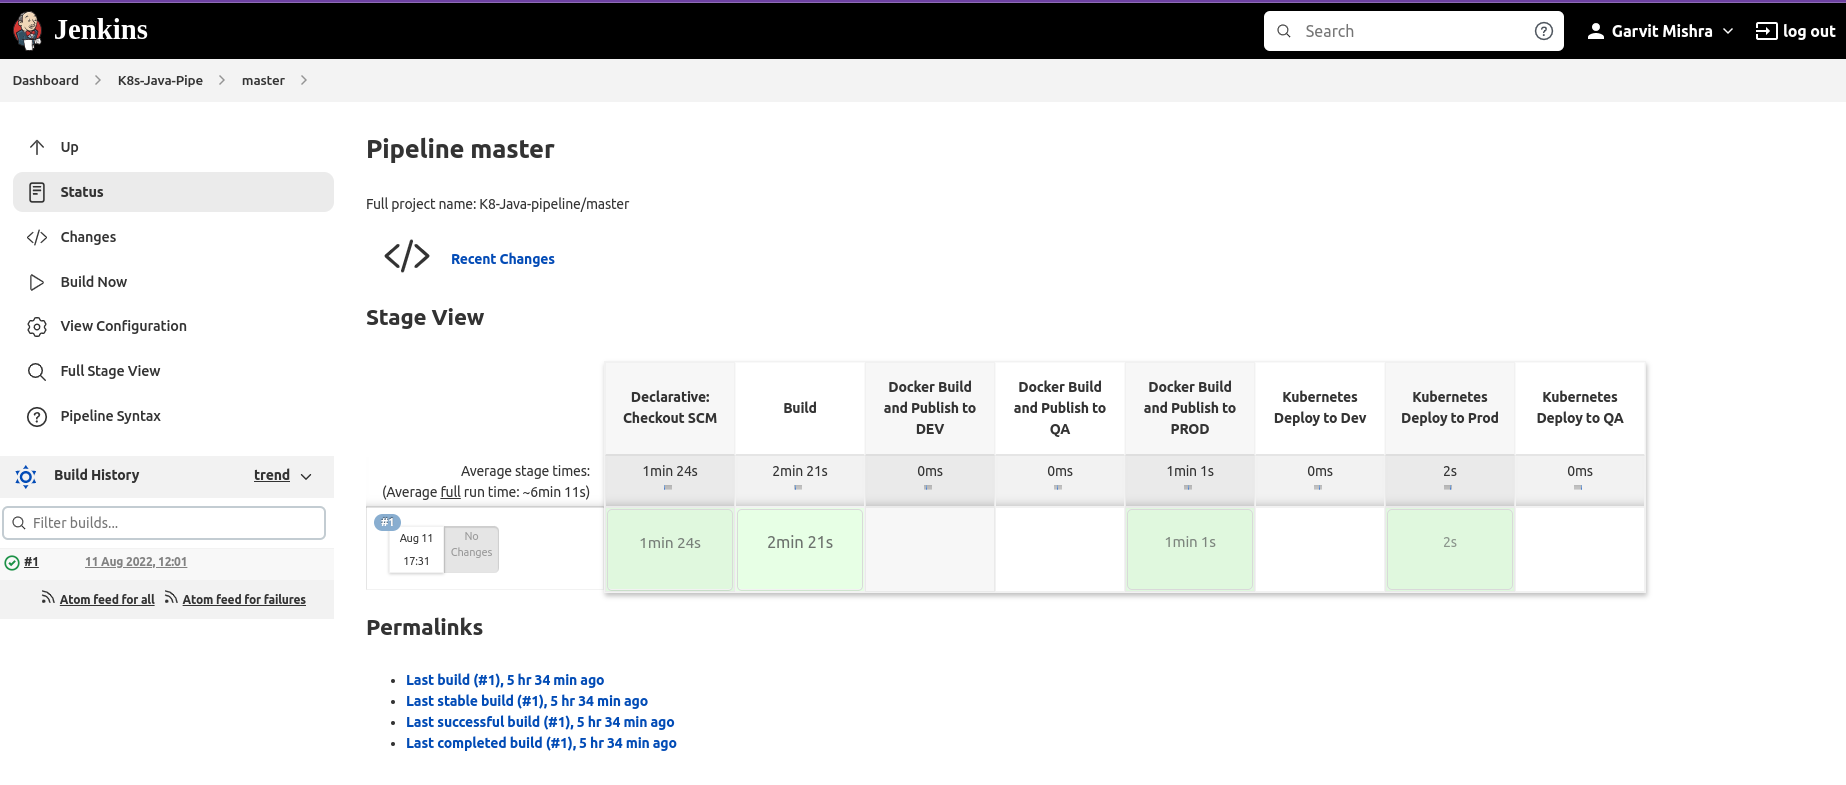 Jenkins
Search
Garvit Mishra
log out
Dashboard
K8s-Java-Pipe
master
Up
Status
Changes
Build Now
View Configuration
Full Stage View
Pipeline Syntax
Build History
trend
Filter builds...
#1
11 Aug 2022, 12:01
Atom feed for all
Atom feed for failures
Pipeline master
Full project name: K8-Java-pipeline/master
Recent Changes
Stage View
Declarative:
Checkout SCM
Build
Docker Build
and Publish to
DEV
Docker Build
and Publish to
QA
Docker Build
and Publish to
PROD
Kubernetes
Deploy to Dev
Kubernetes
Deploy to Prod
Kubernetes
Deploy to QA
Average stage times:
(Average full run time: ~6min 11s)
1min 24s
2min 21s
0ms
0ms
1min 1s
0ms
2s
0ms
#1
Aug 11
17:31
No
Changes
1min 24s
2min 21s
1min 1s
2s
Permalinks
Last build (#1), 5 hr 34 min ago
Last stable build (#1), 5 hr 34 min ago
Last successful build (#1), 5 hr 34 min ago
Last completed build (#1), 5 hr 34 min ago